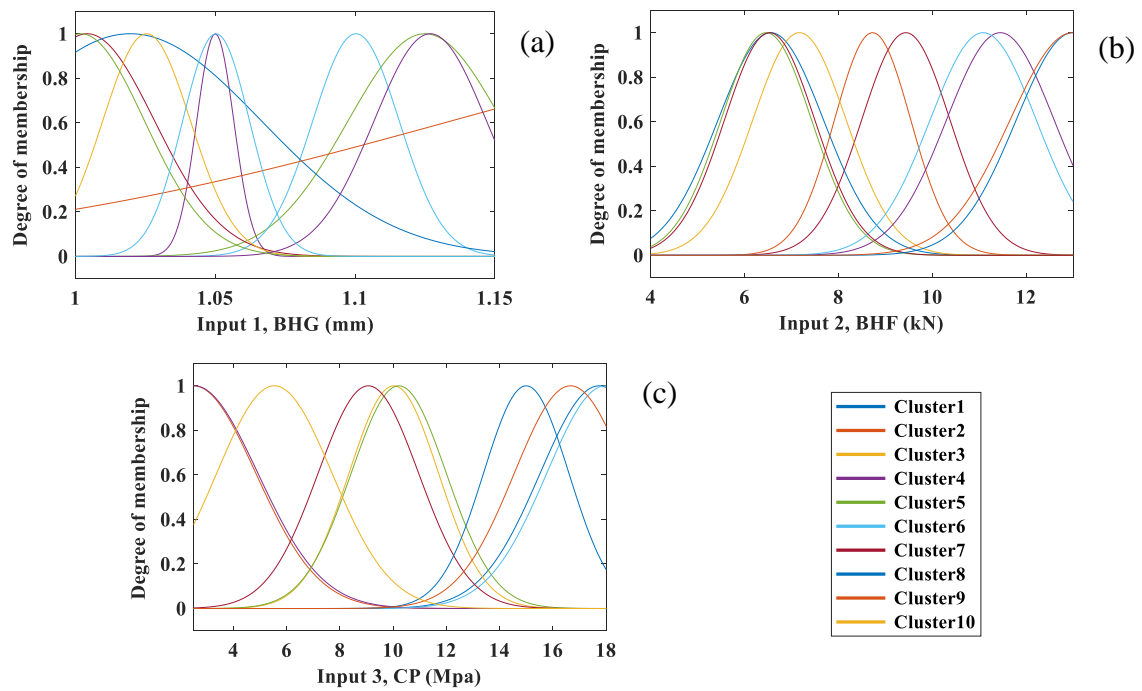 (a)
Degree of membership
1
0.8
0.6
0.4
0.2
0
1
1.05
1.1
1.15
Input 1, BHG (mm)
(b)
Degree of membership
1
0.8
0.6
0.4
0.2
0
4
6
8
10
12
Input 2, BHF (kN)
(c)
Degree of membership
1
0.8
0.6
0.4
0.2
0
4
6
8
10
12
14
16
18
Input 3, CP (Mpa)
Cluster1
Cluster2
Cluster3
Cluster4
Cluster5
Cluster6
Cluster7
Cluster8
Cluster9
Cluster10